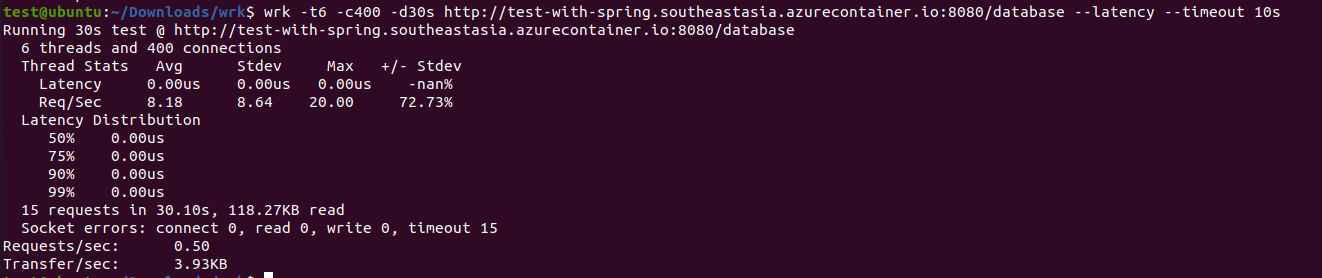 test@ubuntu:~/Downloads/wrk$ wrk -t6 -c400 -d30s http://test-with-spring.southeastasia.azurecontainer.io:8080/database --latency --timeout 10s
Running 30s test @ http://test-with-spring.southeastasia.azurecontainer.io:8080/database
  6 threads and 400 connections
  Thread Stats   Avg      Stdev     Max   +/- Stdev
    Latency     0.00us    0.00us   0.00us    -nan%
    Req/Sec     8.18      8.64    20.00     72.73%
  Latency Distribution
     50%    0.00us
     75%    0.00us
     90%    0.00us
     99%    0.00us
  15 requests in 30.10s, 118.27KB read
  Socket errors: connect 0, read 0, write 0, timeout 15
Requests/sec:      0.50
Transfer/sec:      3.93KB